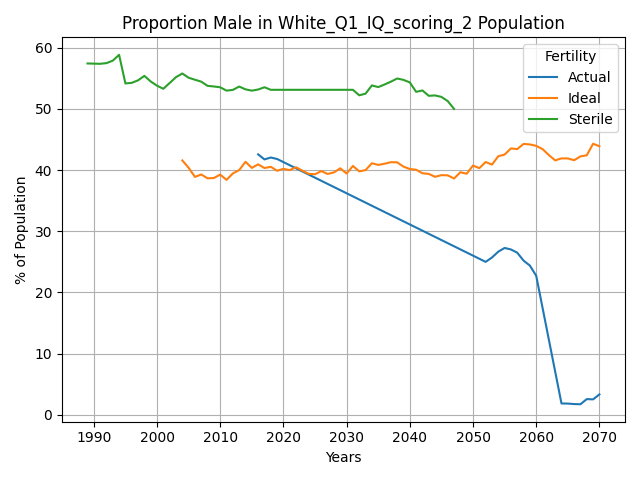 Proportion Male in White_Q1_IQ_scoring_2 Population
Fertility
Actual
Ideal
Sterile
% of Population
60
50
40
30
20
10
0
1990 2000 2010 2020 2030 2040 2050 2060 2070
Years